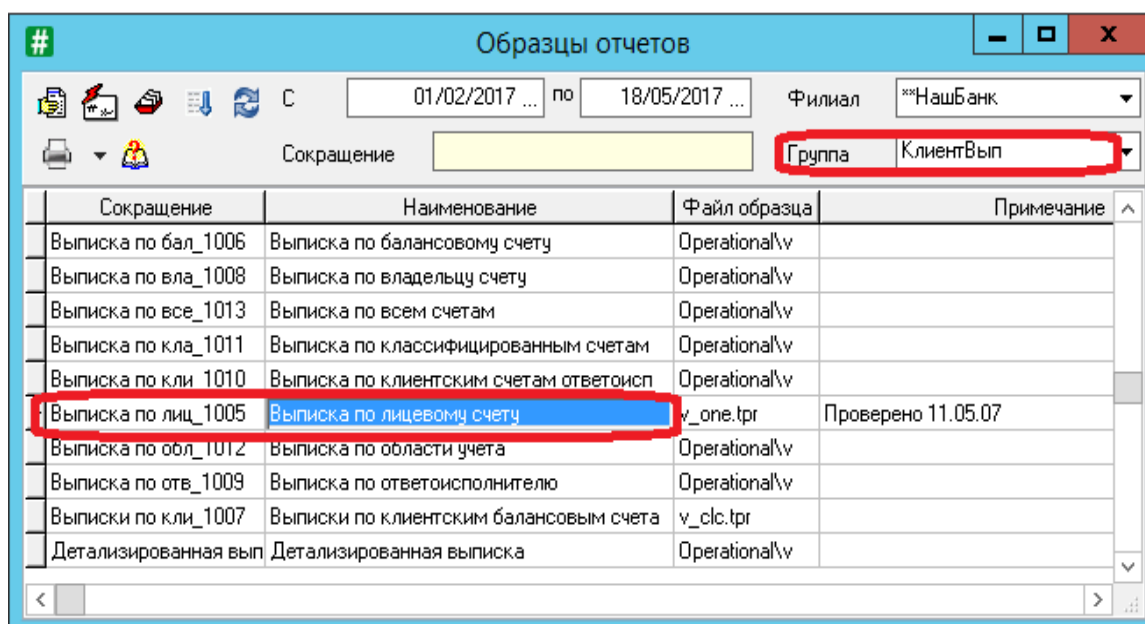 Образцы отчетов
С 01/02/2017 ... по 18/05/2017 ... Филиал **НашБанк
Сокращение Группа КлиентВып
Сокращение Наименование Файл образца Примечание
Выписка по бал_1006 Выписка по балансовому счету Operational\v
Выписка по вла_1008 Выписка по владельцу счету Operational\v
Выписка по все_1013 Выписка по всем счетам Operational\v
Выписка по кла_1011 Выписка по классифицированным счетам Operational\v
Выписка по кли_1010 Выписка по клиентским счетам ответоисп Operational\v
Выписка по лиц_1005 Выписка по лицевому счету v_one.tpr Проверено 11.05.07
Выписка по обл_1012 Выписка по области учета Operational\v
Выписка по отв_1009 Выписка по ответоисполнителю Operational\v
Выписки по кли_1007 Выписки по клиентским балансовым счета v_clc.tpr
Детализированная вып Детализированная выписка Operational\v